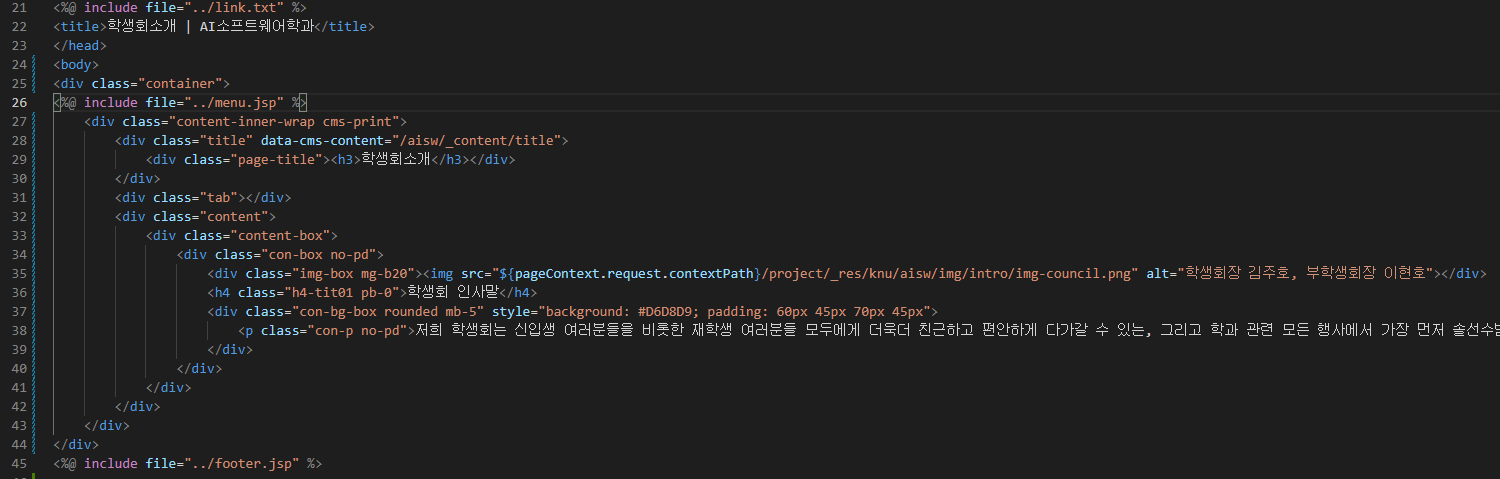 21 <%@ include file="../link.txt" %>
22 <title>학생회소개 | AI소프트웨어학과</title>
23 </head>
24 <body>
25 <div class="container">
26 <%@ include file="../menu.jsp" %>
27 <div class="content-inner-wrap cms-print">
28 <div class="title" data-cms-content="/aisw/_content/title">
29 <div class="page-title"><h3>학생회소개</h3></div>
30 </div>
31 <div class="tab"></div>
32 <div class="content">
33 <div class="content-box">
34 <div class="con-box no-pd">
35 <div class="img-box mg-b20"><img src="${pageContext.request.contextPath}/project/_res/knu/aisw/img/intro/img-council.png" alt="학생회장 김주호, 부학생회장 이현호"></div>
36 <h4 class="h4-tit01 pb-0">학생회 인사말</h4>
37 <div class="con-bg-box rounded mb-5" style="background: #D6D8D9; padding: 60px 45px 70px 45px">
38 <p class="con-p no-pd">저희 학생회는 신입생 여러분들을 비롯한 재학생 여러분들 모두에게 더욱더 친근하고 편안하게 다가갈 수 있는, 그리고 학과 관련 모든 행사에서 가장 먼저 솔선수
39 </div>
40 </div>
41 </div>
42 </div>
43 </div>
44 </div>
45 <%@ include file="../footer.jsp" %>